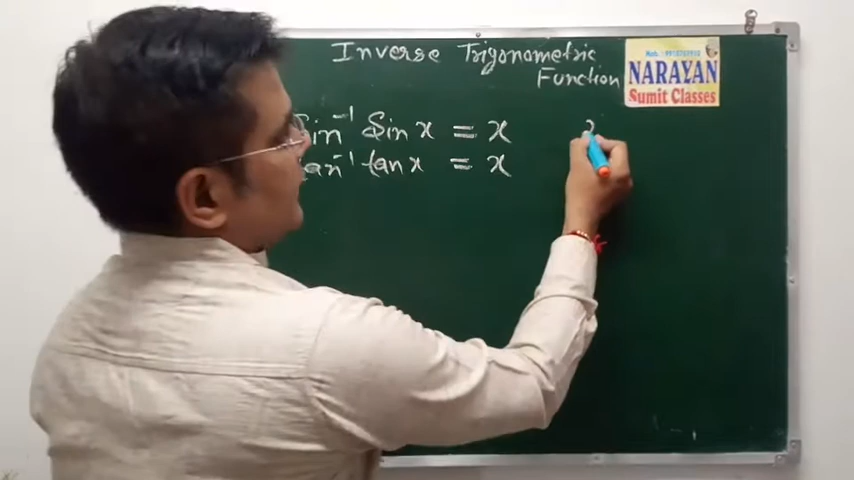 Inverse Trigonometric
Function
Sin⁻¹ Sin x = x
tan⁻¹ tan x = x
NARAYAN
Sumit Classes